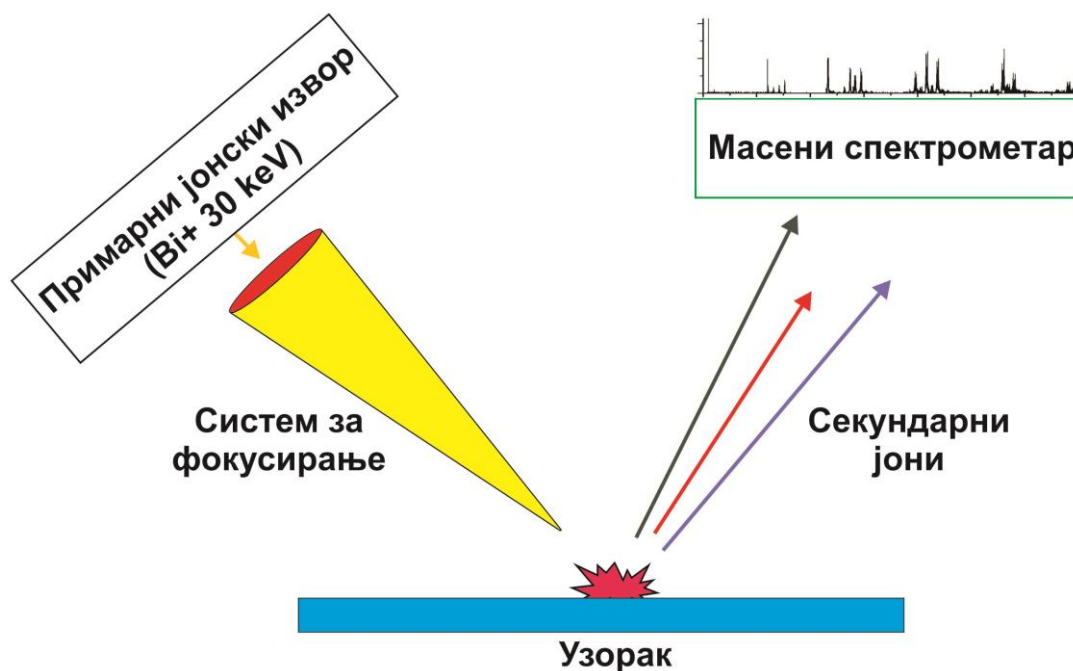 Примарни јонски извор
(Bi+ 30 keV)
Масени спектрометар
Систем за
фокусирање
Секундарни
јони
Узорак